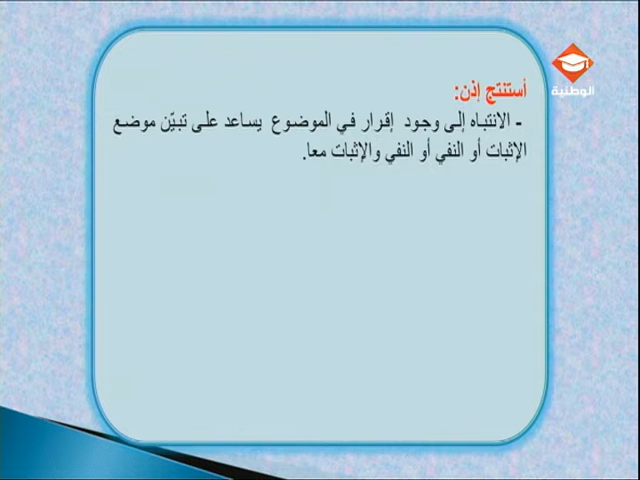 الوطنية
أستنتج إذن:
- الانتباه إلى وجود إقرار في الموضوع يساعد على تبيّن موضع
الإثبات أو النفي أو النفي والإثبات معا.